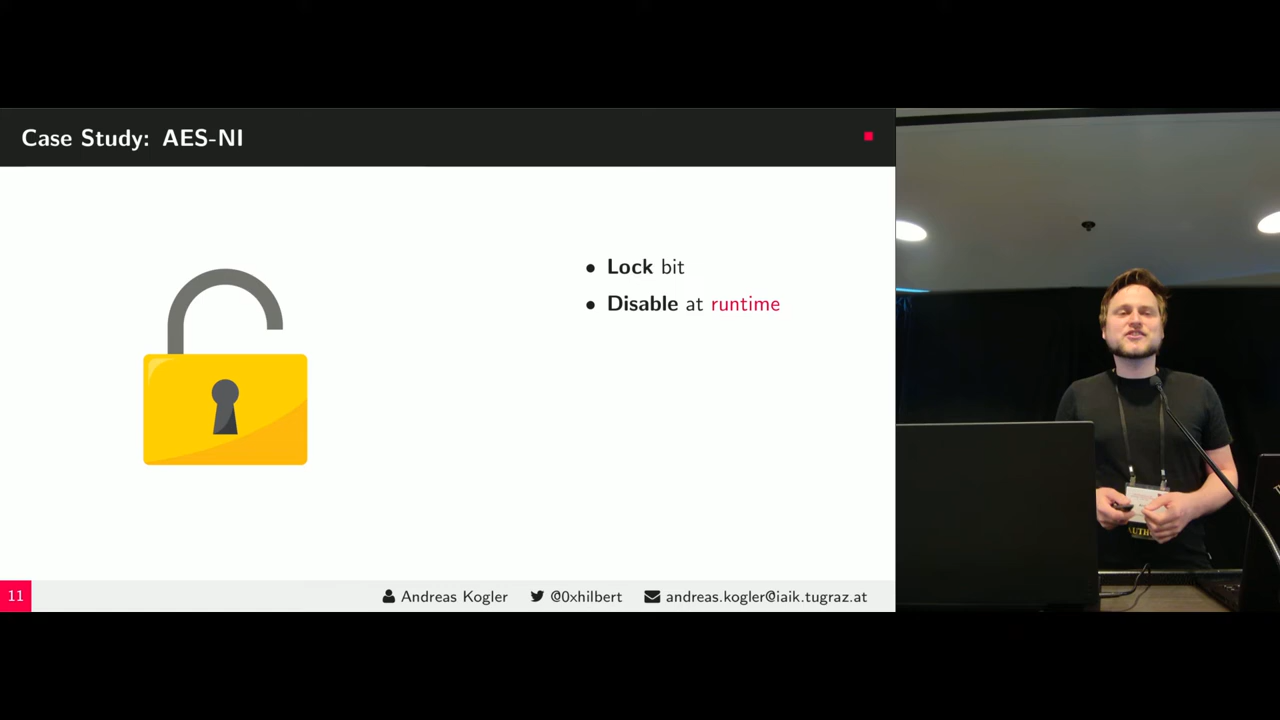 Case Study: AES-NI
• Lock bit
• Disable at runtime
11
Andreas Kogler
@0xhilbert
andreas.kogler@iaik.tugraz.at